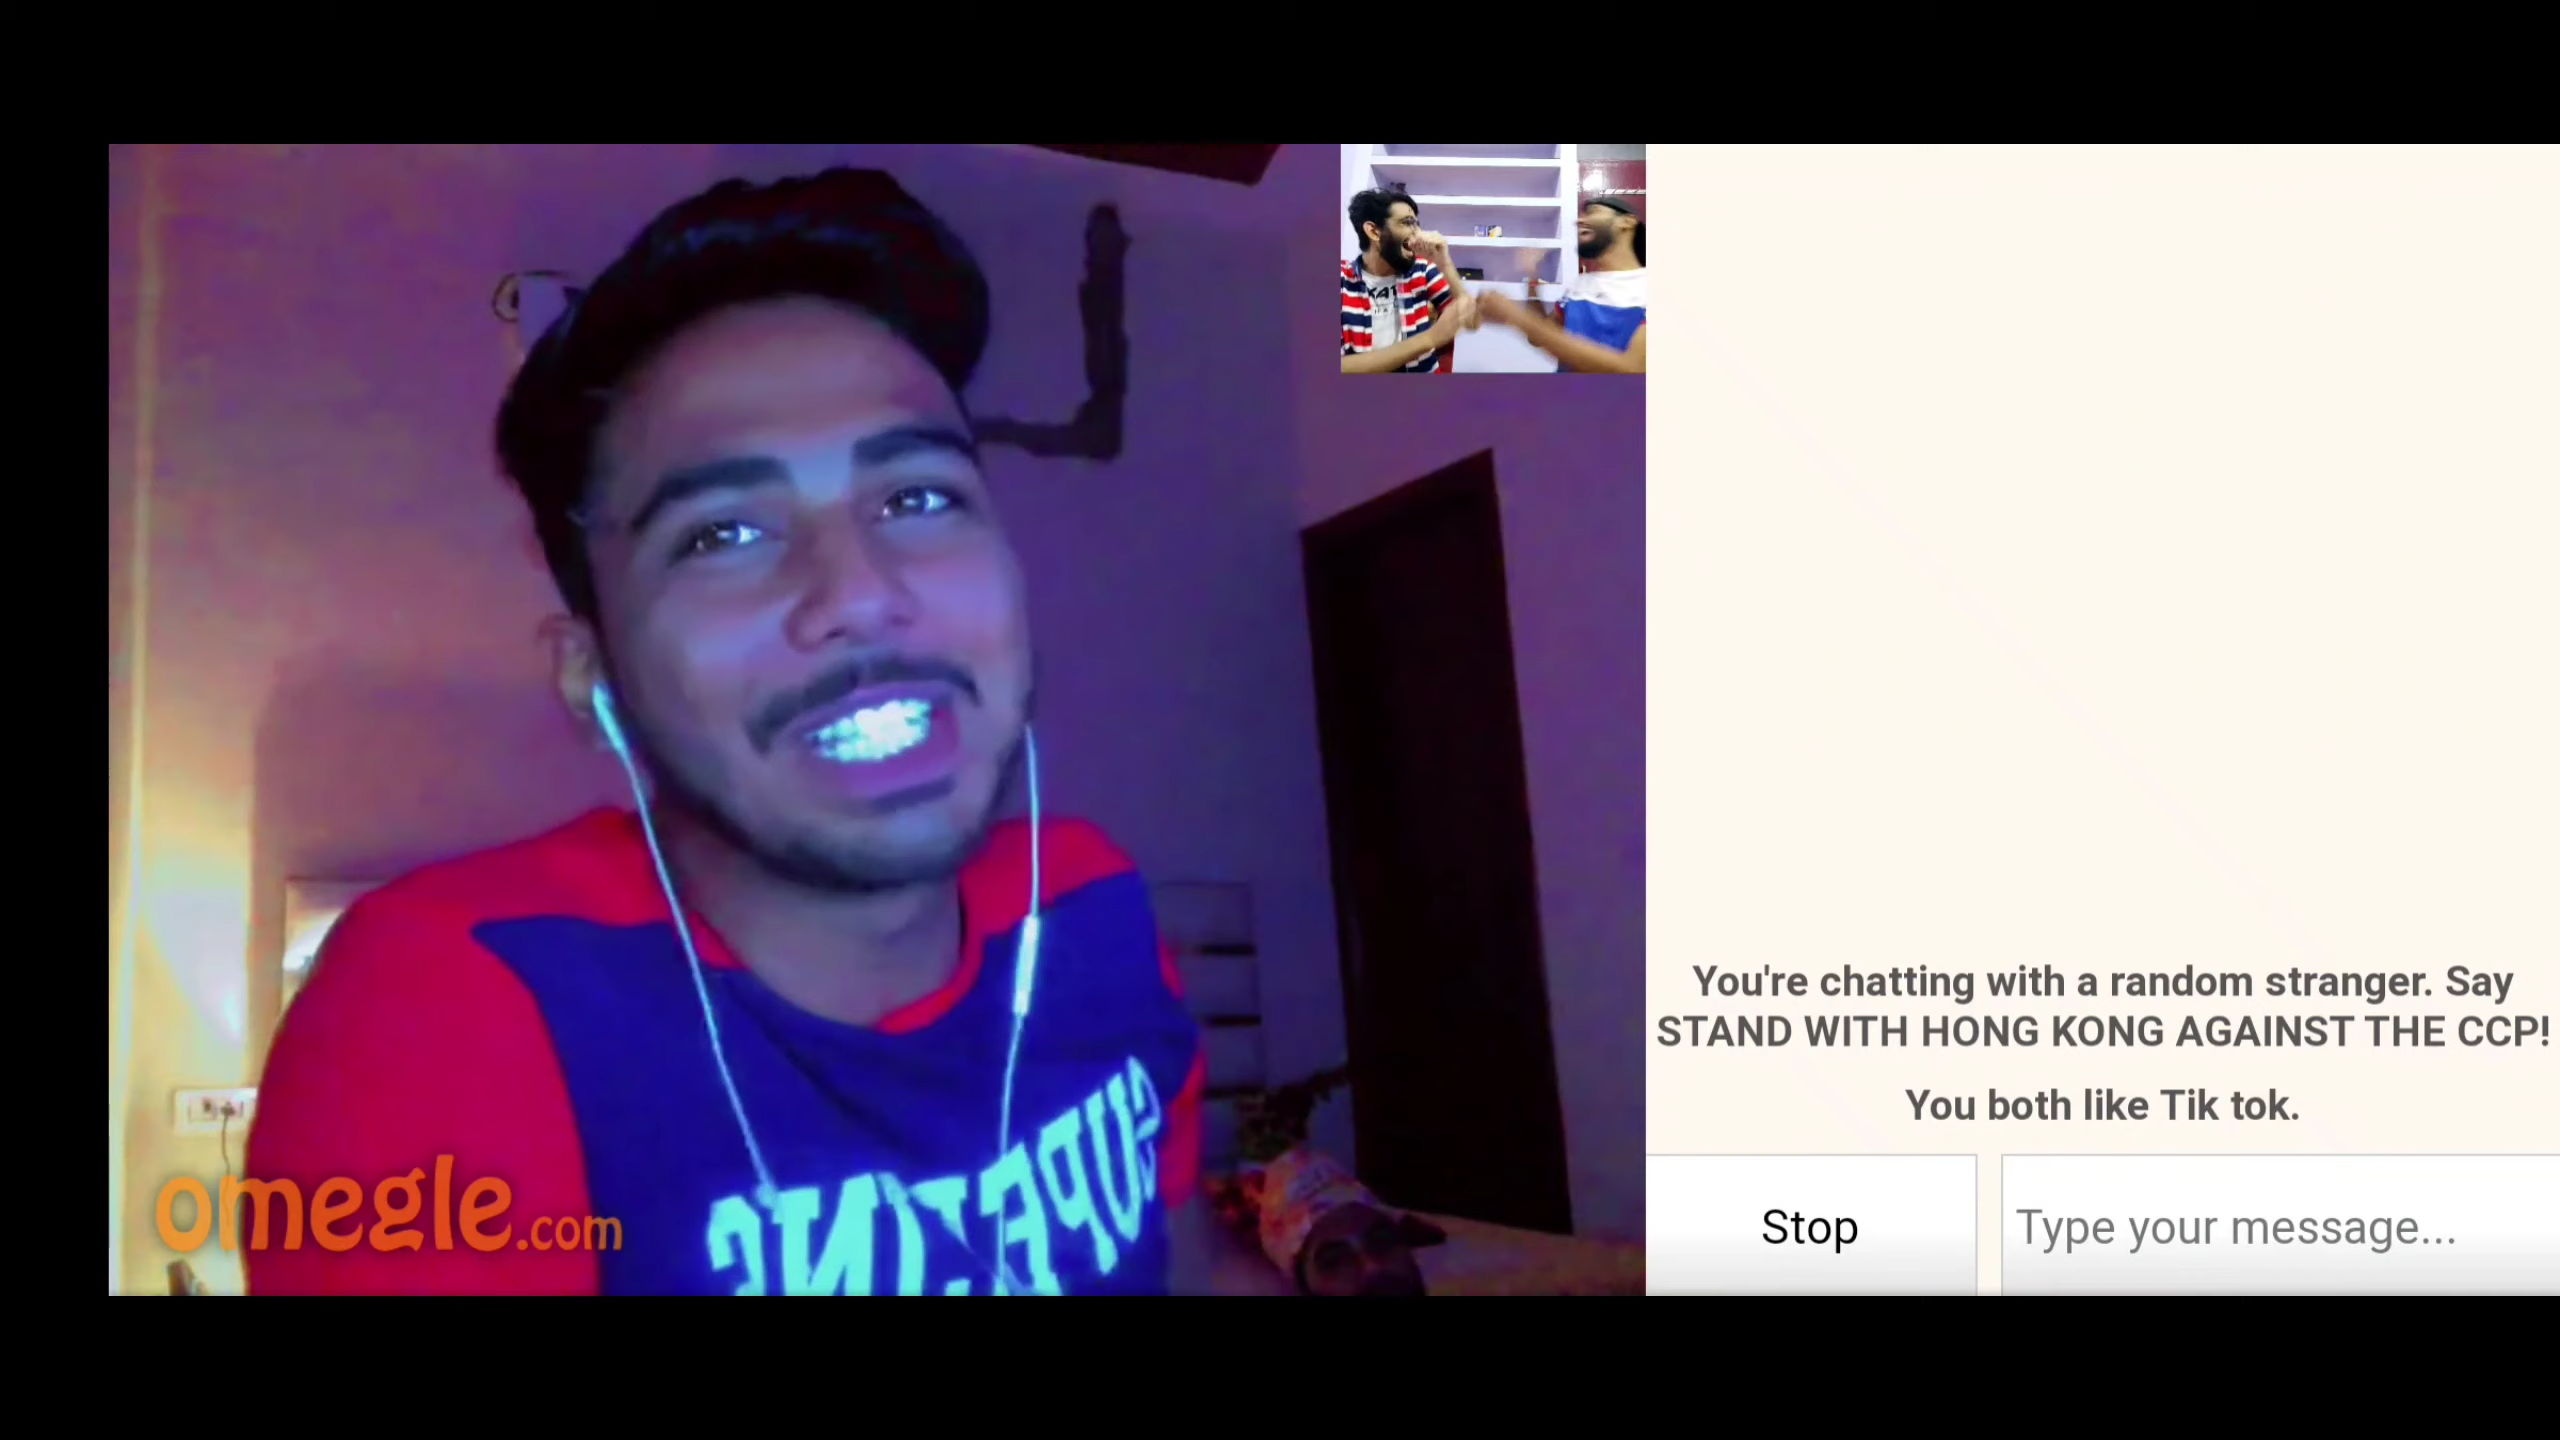 omegle.com
You're chatting with a random stranger. Say
STAND WITH HONG KONG AGAINST THE CCP!
You both like Tik tok.
Stop
Type your message...